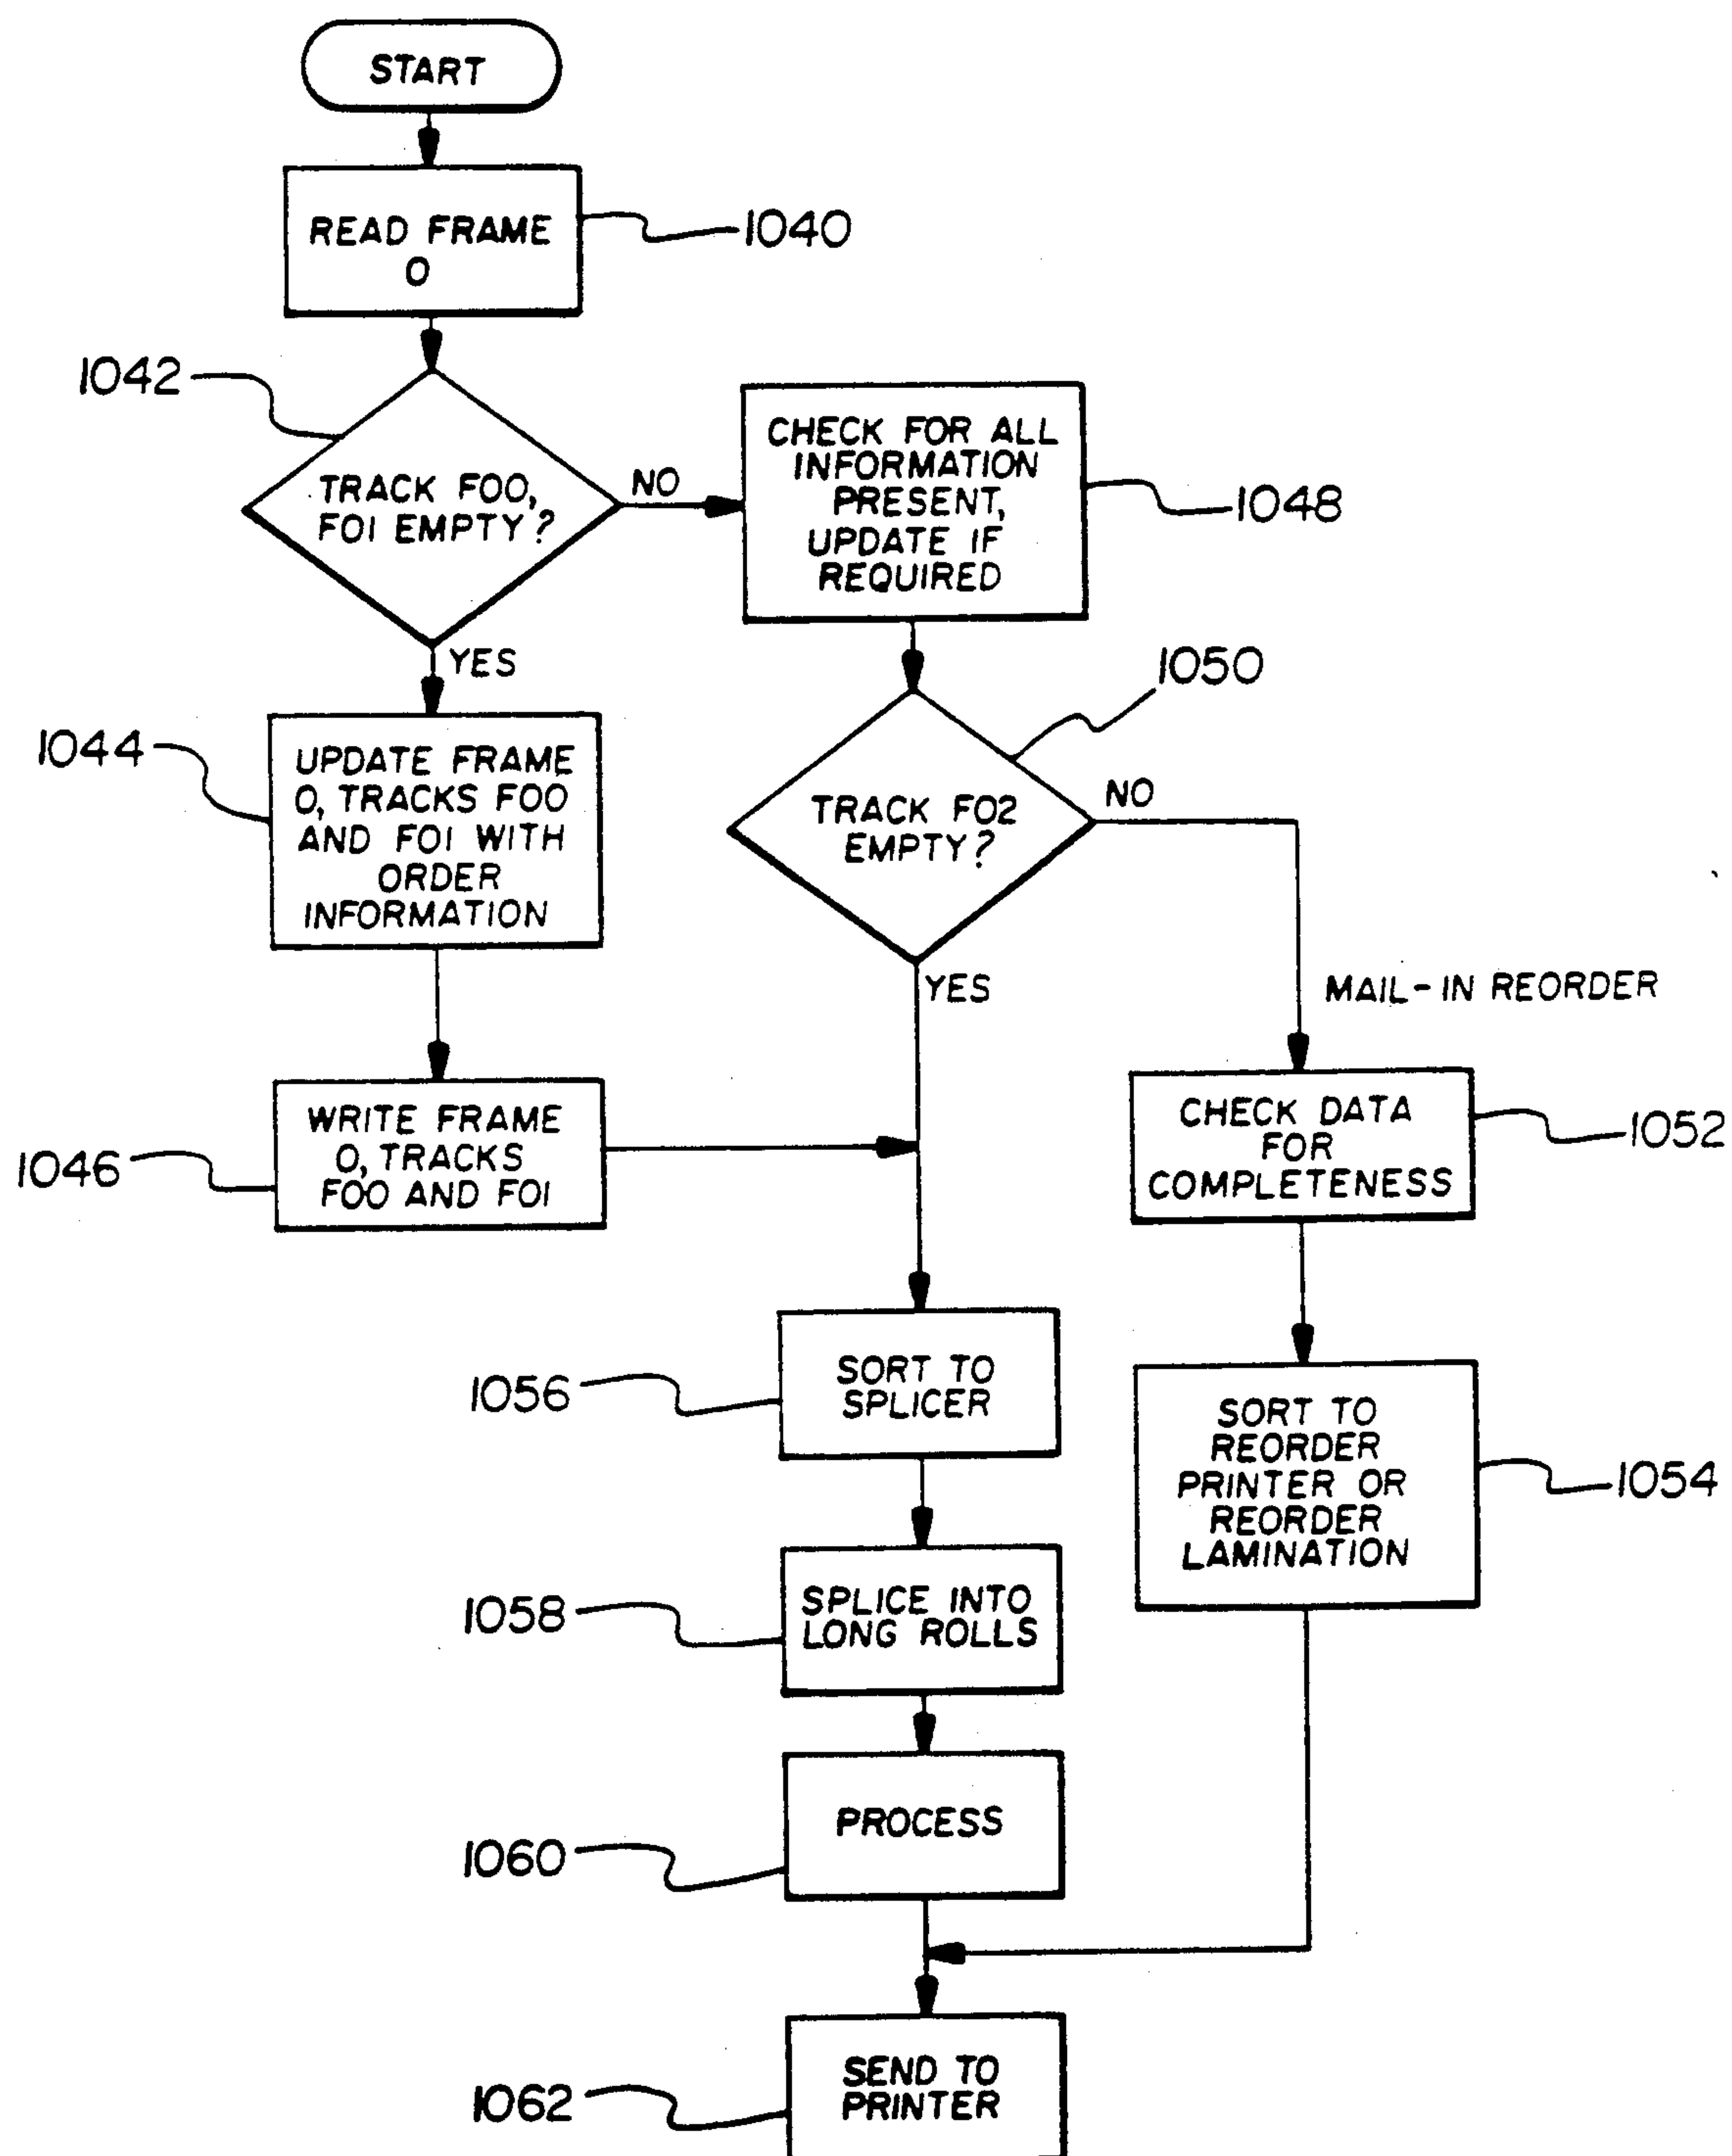 START
READ FRAME
0
1040
1042
TRACK F00,
F01 EMPTY?
NO
YES
CHECK FOR ALL
INFORMATION
PRESENT,
UPDATE IF
REQUIRED
1048
1044
UPDATE FRAME
0, TRACKS F00
AND F01 WITH
ORDER
INFORMATION
1050
TRACK F02
EMPTY?
NO
YES
MAIL-IN REORDER
1046
WRITE FRAME
0, TRACKS
F00 AND F01
CHECK DATA
FOR
COMPLETENESS
1052
1056
SORT TO
SPLICER
SORT TO
REORDER
PRINTER OR
REORDER
LAMINATION
1054
1058
SPLICE INTO
LONG ROLLS
1060
PROCESS
1062
SEND TO
PRINTER